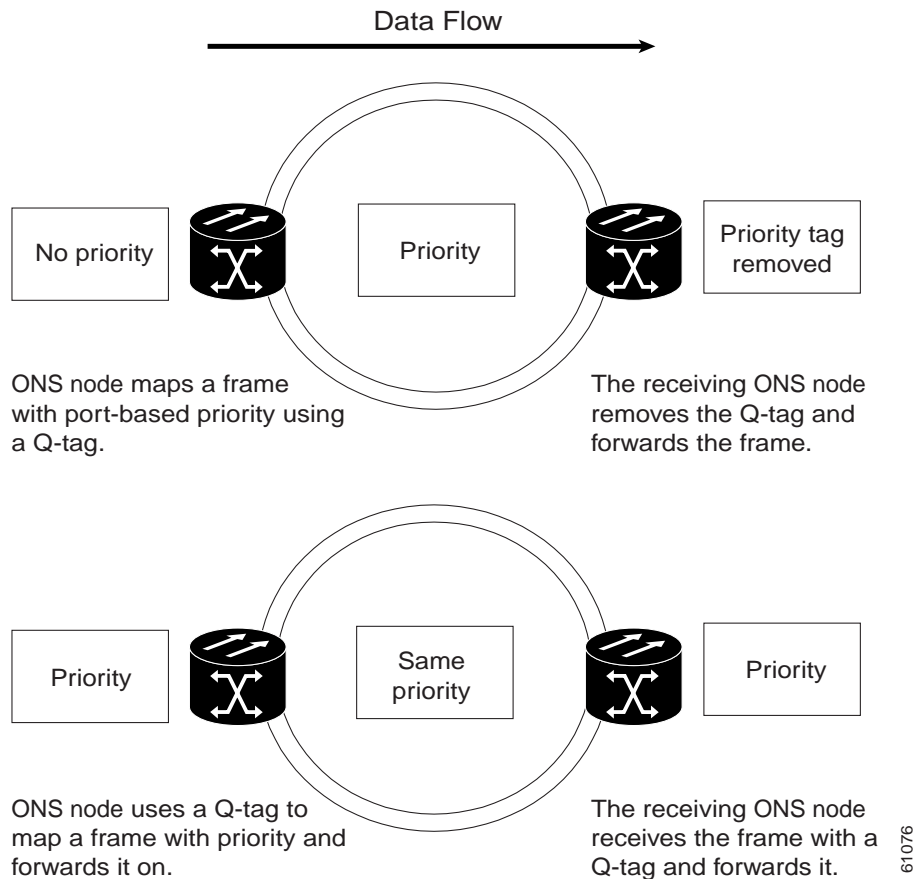 Data Flow
No priority
Priority
Priority tag
removed
ONS node maps a frame
with port-based priority using
a Q-tag.
The receiving ONS node
removes the Q-tag and
forwards the frame.
Priority
Same
priority
Priority
ONS node uses a Q-tag to
map a frame with priority and
forwards it on.
The receiving ONS node
receives the frame with a
Q-tag and forwards it.
61076